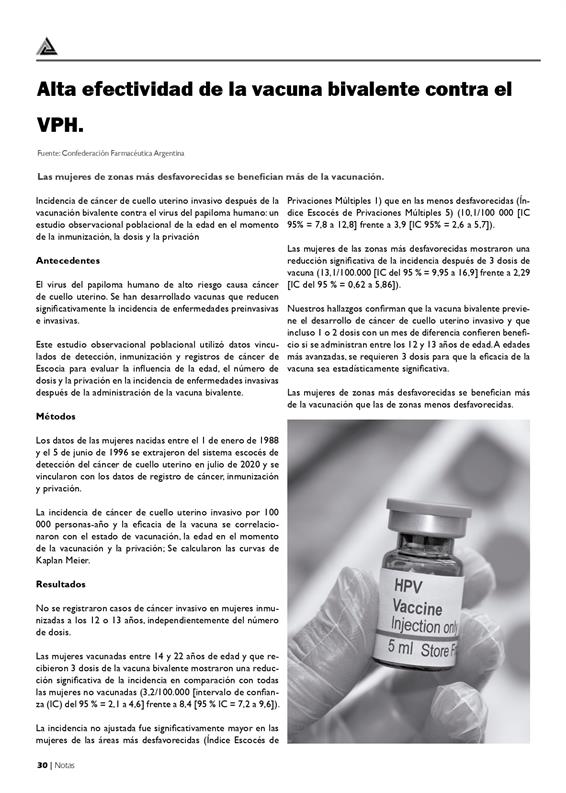 Alta efectividad de la vacuna bivalente contra el
VPH.
Fuente: Confederación Farmacéutica Argentina
Las mujeres de zonas más desfavorecidas se benefician más de la vacunación.
Incidencia de cáncer de cuello uterino invasivo después de la
vacunación bivalente contra el virus del papiloma humano: un
estudio observacional poblacional de la edad en el momento
de la inmunización, la dosis y la privación
Antecedentes
El virus del papiloma humano de alto riesgo causa cáncer
de cuello uterino. Se han desarrollado vacunas que reducen
significativamente la incidencia de enfermedades preinvasivas
e invasivas.
Este estudio observacional poblacional utilizó datos vincu-
lados de detección, inmunización y registros de cáncer de
Escocia para evaluar la influencia de la edad, el número de
dosis y la privación en la incidencia de enfermedades invasivas
después de la administración de la vacuna bivalente.
Métodos
Los datos de las mujeres nacidas entre el 1 de enero de 1988
y el 5 de junio de 1996 se extrajeron del sistema escocés de
detección del cáncer de cuello uterino en julio de 2020 y se
vincularon con los datos de registro de cáncer, inmunización
y privación.
La incidencia de cáncer de cuello uterino invasivo por 100
000 personas-año y la eficacia de la vacuna se correlacio-
naron con el estado de vacunación, la edad en el momento
de la vacunación y la privación; Se calcularon las curvas de
Kaplan Meier.
Resultados
No se registraron casos de cáncer invasivo en mujeres inmu-
nizadas a los 12 o 13 años, independientemente del número
de dosis.
Las mujeres vacunadas entre 14 y 22 años de edad y que re-
cibieron 3 dosis de la vacuna bivalente mostraron una reduc-
ción significativa de la incidencia en comparación con todas
las mujeres no vacunadas (3,2/100.000 [intervalo de confian-
za (IC) del 95 % = 2,1 a 4,6] frente a 8,4 [95 % IC = 7,2 a 9,6]).
La incidencia no ajustada fue significativamente mayor en las
mujeres de las áreas más desfavorecidas (Índice Escocés de
Privaciones Múltiples 1) que en las menos desfavorecidas (Ín-
dice Escocés de Privaciones Múltiples 5) (10,1/100 000 [IC
95% = 7,8 a 12,8] frente a 3,9 [IC 95% = 2,6 a 5,7]).
Las mujeres de las zonas más desfavorecidas mostraron una
reducción significativa de la incidencia después de 3 dosis de
vacuna (13,1/100.000 [IC del 95 % = 9,95 a 16,9] frente a 2,29
[IC del 95 % = 0,62 a 5,86]).
Nuestros hallazgos confirman que la vacuna bivalente previe-
ne el desarrollo de cáncer de cuello uterino invasivo y que
incluso 1 o 2 dosis con un mes de diferencia confieren benefi-
cio si se administran entre los 12 y 13 años de edad. A edades
más avanzadas, se requieren 3 dosis para que la eficacia de la
vacuna sea estadísticamente significativa.
Las mujeres de zonas más desfavorecidas se benefician más
de la vacunación que las de zonas menos desfavorecidas.
HPV
Vaccine
Injection only
5 ml Store F
30 | Notas